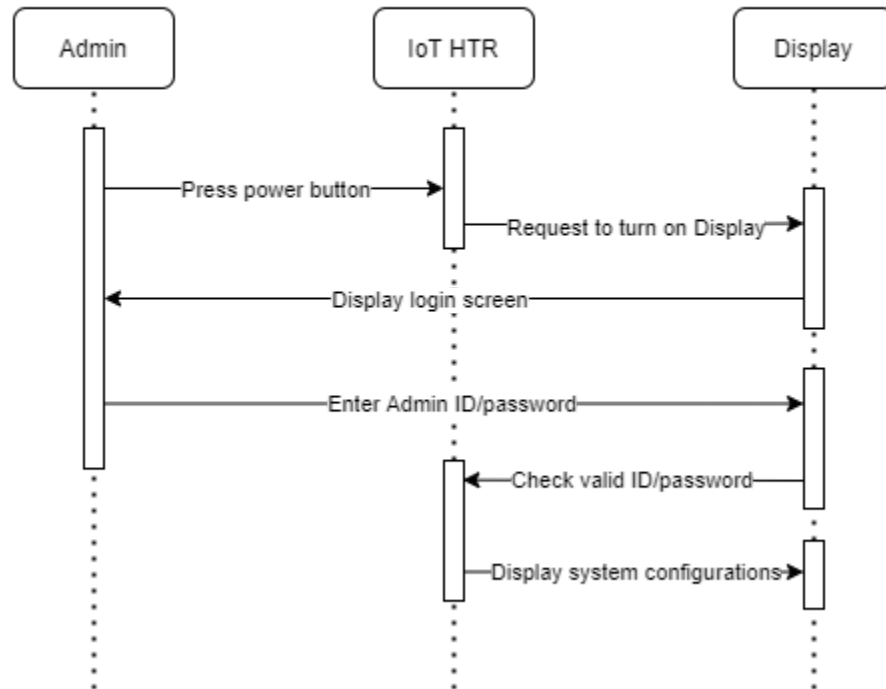 Admin
IoT HTR
Display
Press power button
Request to turn on Display
Display login screen
Enter Admin ID/password
Check valid ID/password
Display system configurations